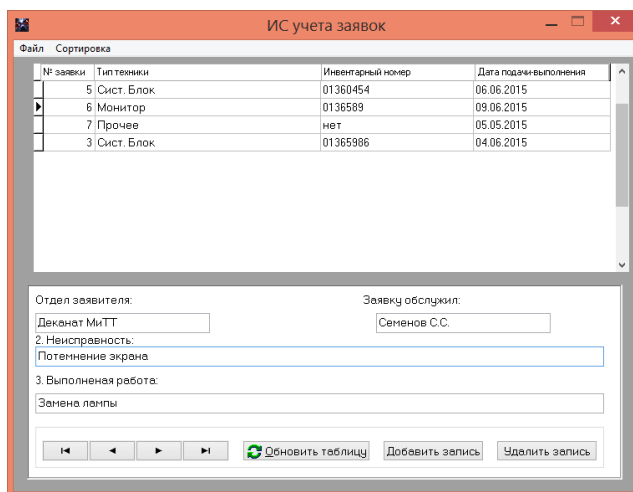 ИС учета заявок
Файл Сортировка
№ заявки Тип техники Инвентарный номер Дата подачи-выполнения
5 Сист. Блок 01360454 06.06.2015
6 Монитор 0136589 09.06.2015
7 Прочее нет 05.05.2015
3 Сист. Блок 01365986 04.06.2015
Отдел заявителя: Заявку обслужил:
Деканат МиТТ Семенов С.С.
2. Неисправность:
Потемнение экрана
3. Выполненая работа:
Замена лампы
Обновить таблицу Добавить запись Удалить запись